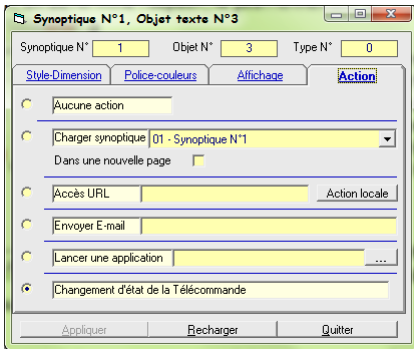 Synoptique N°1, Objet texte N°3
Synoptique N° 1 Objet N° 3 Type N° 0
Style-Dimension Police-couleurs Affichage Action
Aucune action
Charger synoptique 01 - Synoptique N°1
Dans une nouvelle page
Accès URL Action locale
Envoyer E-mail
Lancer une application ...
Changement d'état de la Télécommande
Appliquer Recharger Quitter